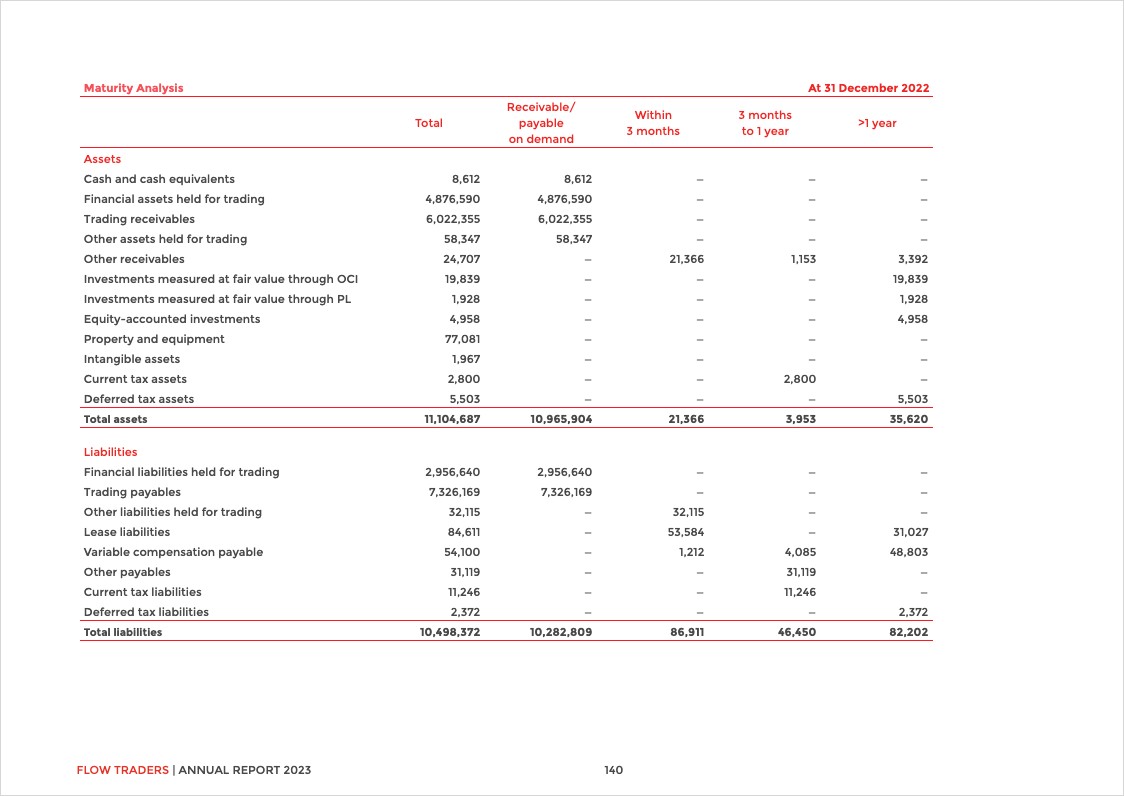 Maturity Analysis At 31 December 2022
Total Receivable/ payable on demand Within 3 months 3 months to 1 year >1 year
Assets
Cash and cash equivalents 8,612 8,612 – – –
Financial assets held for trading 4,876,590 4,876,590 – – –
Trading receivables 6,022,355 6,022,355 – – –
Other assets held for trading 58,347 58,347 – – –
Other receivables 24,707 – 21,366 1,153 3,392
Investments measured at fair value through OCI 19,839 – – – 19,839
Investments measured at fair value through PL 1,928 – – – 1,928
Equity-accounted investments 4,958 – – – 4,958
Property and equipment 77,081 – – – –
Intangible assets 1,967 – – – –
Current tax assets 2,800 – – 2,800 –
Deferred tax assets 5,503 – – – 5,503
Total assets 11,104,687 10,965,904 21,366 3,953 35,620
Liabilities
Financial liabilities held for trading 2,956,640 2,956,640 – – –
Trading payables 7,326,169 7,326,169 – – –
Other liabilities held for trading 32,115 – 32,115 – –
Lease liabilities 84,611 – 53,584 – 31,027
Variable compensation payable 54,100 – 1,212 4,085 48,803
Other payables 31,119 – – 31,119 –
Current tax liabilities 11,246 – – 11,246 –
Deferred tax liabilities 2,372 – – – 2,372
Total liabilities 10,498,372 10,282,809 86,911 46,450 82,202
FLOW TRADERS | ANNUAL REPORT 2023 140